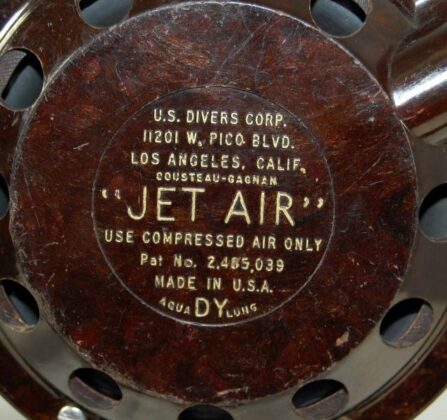 U.S. DIVERS CORP.
11201 W. PICO BLVD.
LOS ANGELES, CALIF.
COUSTEAU-GAGNAN
"JET AIR"
USE COMPRESSED AIR ONLY
Pat No. 2,485,039
MADE IN U.S.A.
AQUA DY LUNG